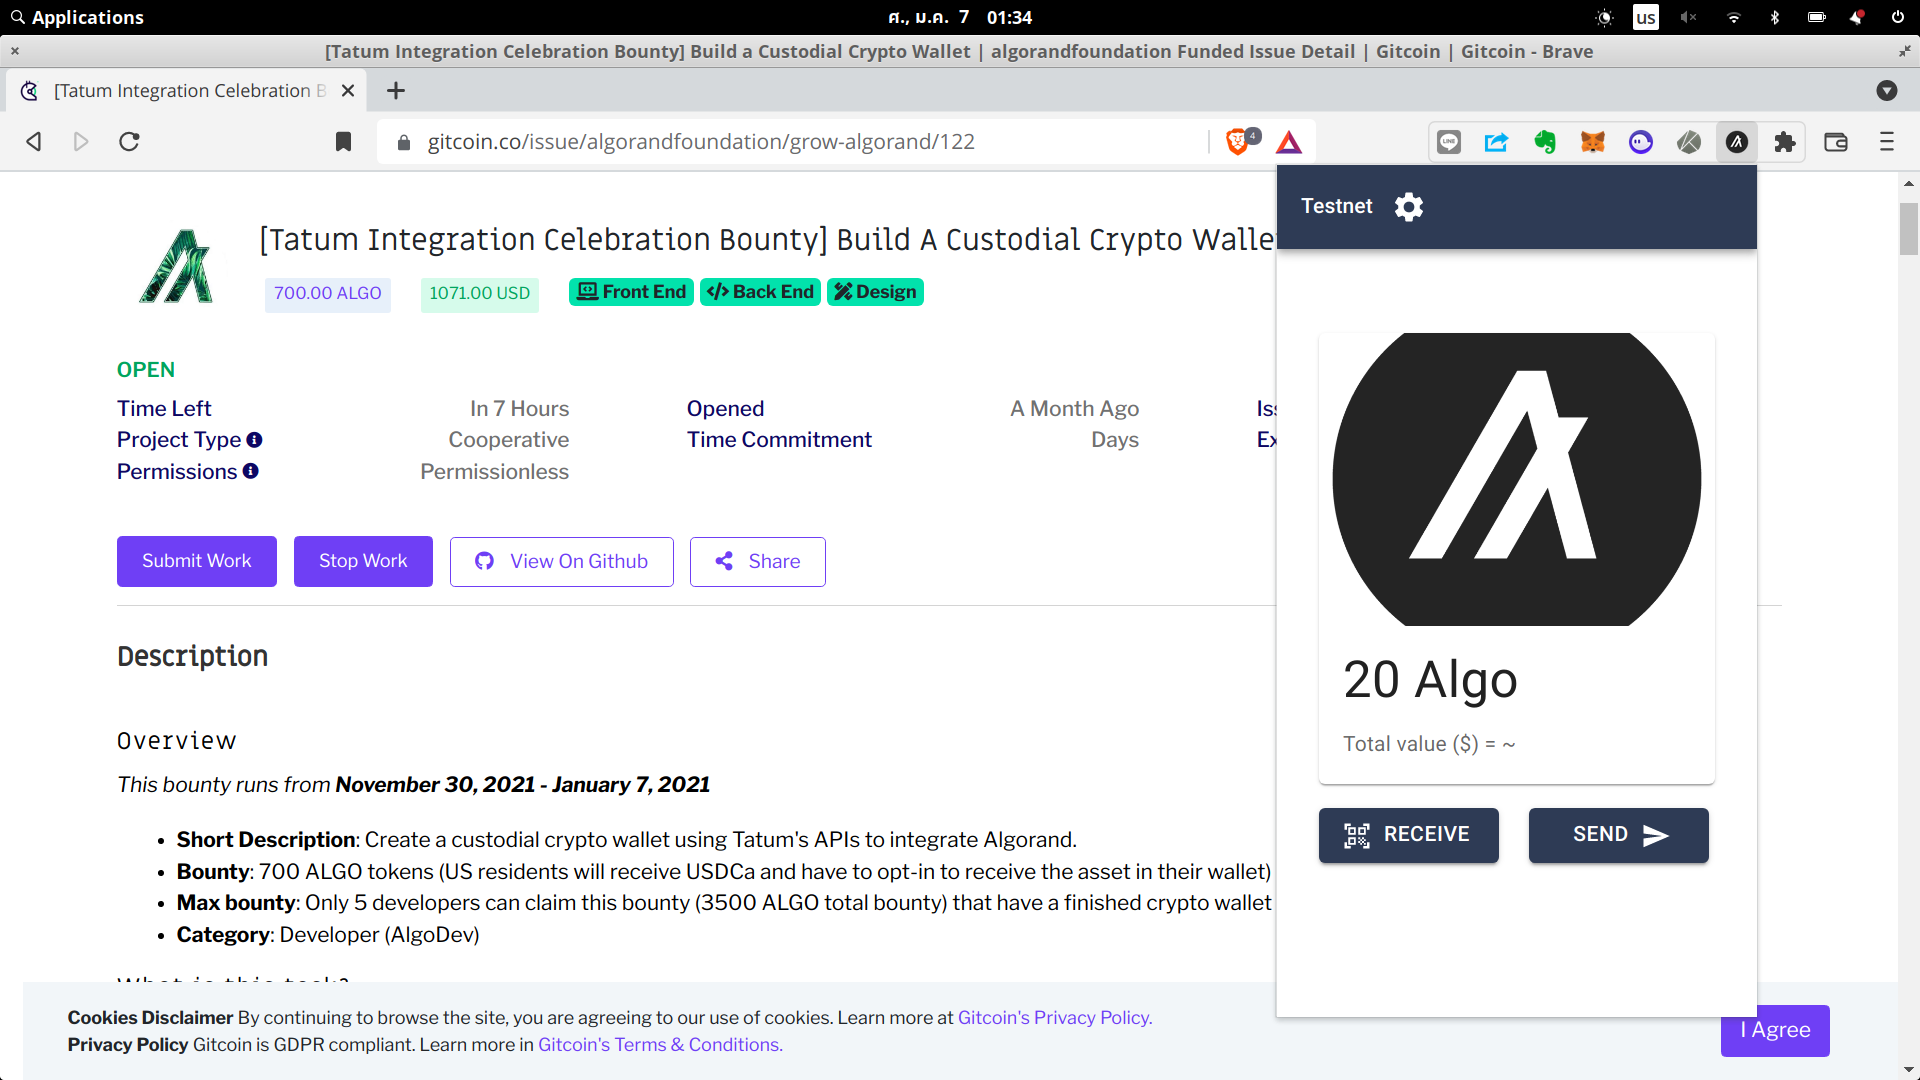 Applications
ศ., ม.ค. 7 01:34
us
[Tatum Integration Celebration Bounty] Build a Custodial Crypto Wallet | algorandfoundation Funded Issue Detail | Gitcoin | Gitcoin - Brave
[Tatum Integration Celebration B
gitcoin.co/issue/algorandfoundation/grow-algorand/122
4
LINE
Testnet
[Tatum Integration Celebration Bounty] Build A Custodial Crypto Walle
700.00 ALGO
1071.00 USD
Front End
Back End
Design
OPEN
Time Left In 7 Hours Opened A Month Ago Is
Project Type Cooperative Time Commitment Days Ex
Permissions Permissionless
Submit Work
Stop Work
View On Github
Share
Description
Overview
This bounty runs from November 30, 2021 - January 7, 2021
• Short Description: Create a custodial crypto wallet using Tatum's APIs to integrate Algorand.
• Bounty: 700 ALGO tokens (US residents will receive USDCa and have to opt-in to receive the asset in their wallet)
• Max bounty: Only 5 developers can claim this bounty (3500 ALGO total bounty) that have a finished crypto wallet
• Category: Developer (AlgoDev)
What is this task?
20 Algo
Total value ($) = ~
RECEIVE
SEND
Cookies Disclaimer By continuing to browse the site, you are agreeing to our use of cookies. Learn more at Gitcoin's Privacy Policy.
Privacy Policy Gitcoin is GDPR compliant. Learn more in Gitcoin's Terms & Conditions.
I Agree